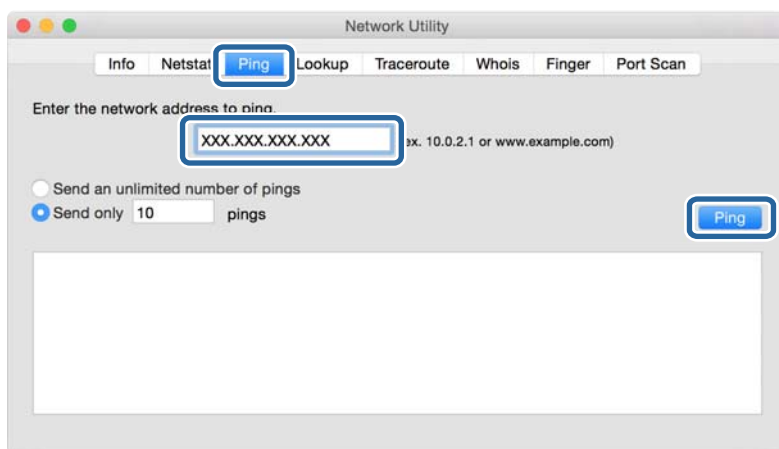 Network Utility
Info Netstat Ping Lookup Traceroute Whois Finger Port Scan
Enter the network address to ping.
XXX.XXX.XXX.XXX ex. 10.0.2.1 or www.example.com)
Send an unlimited number of pings
Send only 10 pings
Ping